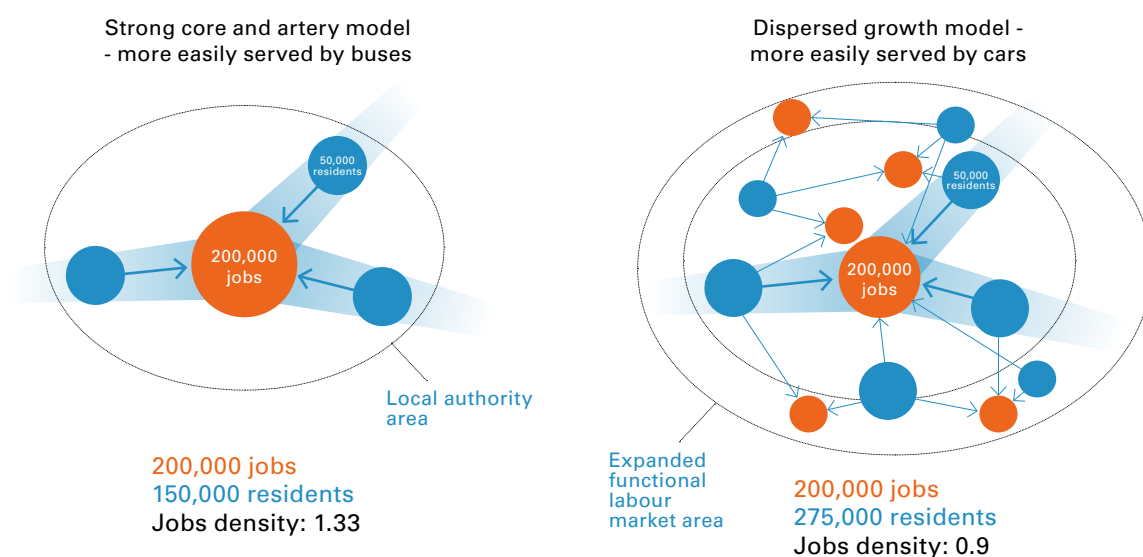 Strong core and artery model
- more easily served by buses
50,000
residents
200,000
jobs
Local authority
area
200,000 jobs
150,000 residents
Jobs density: 1.33
Dispersed growth model -
more easily served by cars
50,000
residents
200,000
jobs
Expanded
functional
labour
market area
200,000 jobs
275,000 residents
Jobs density: 0.9